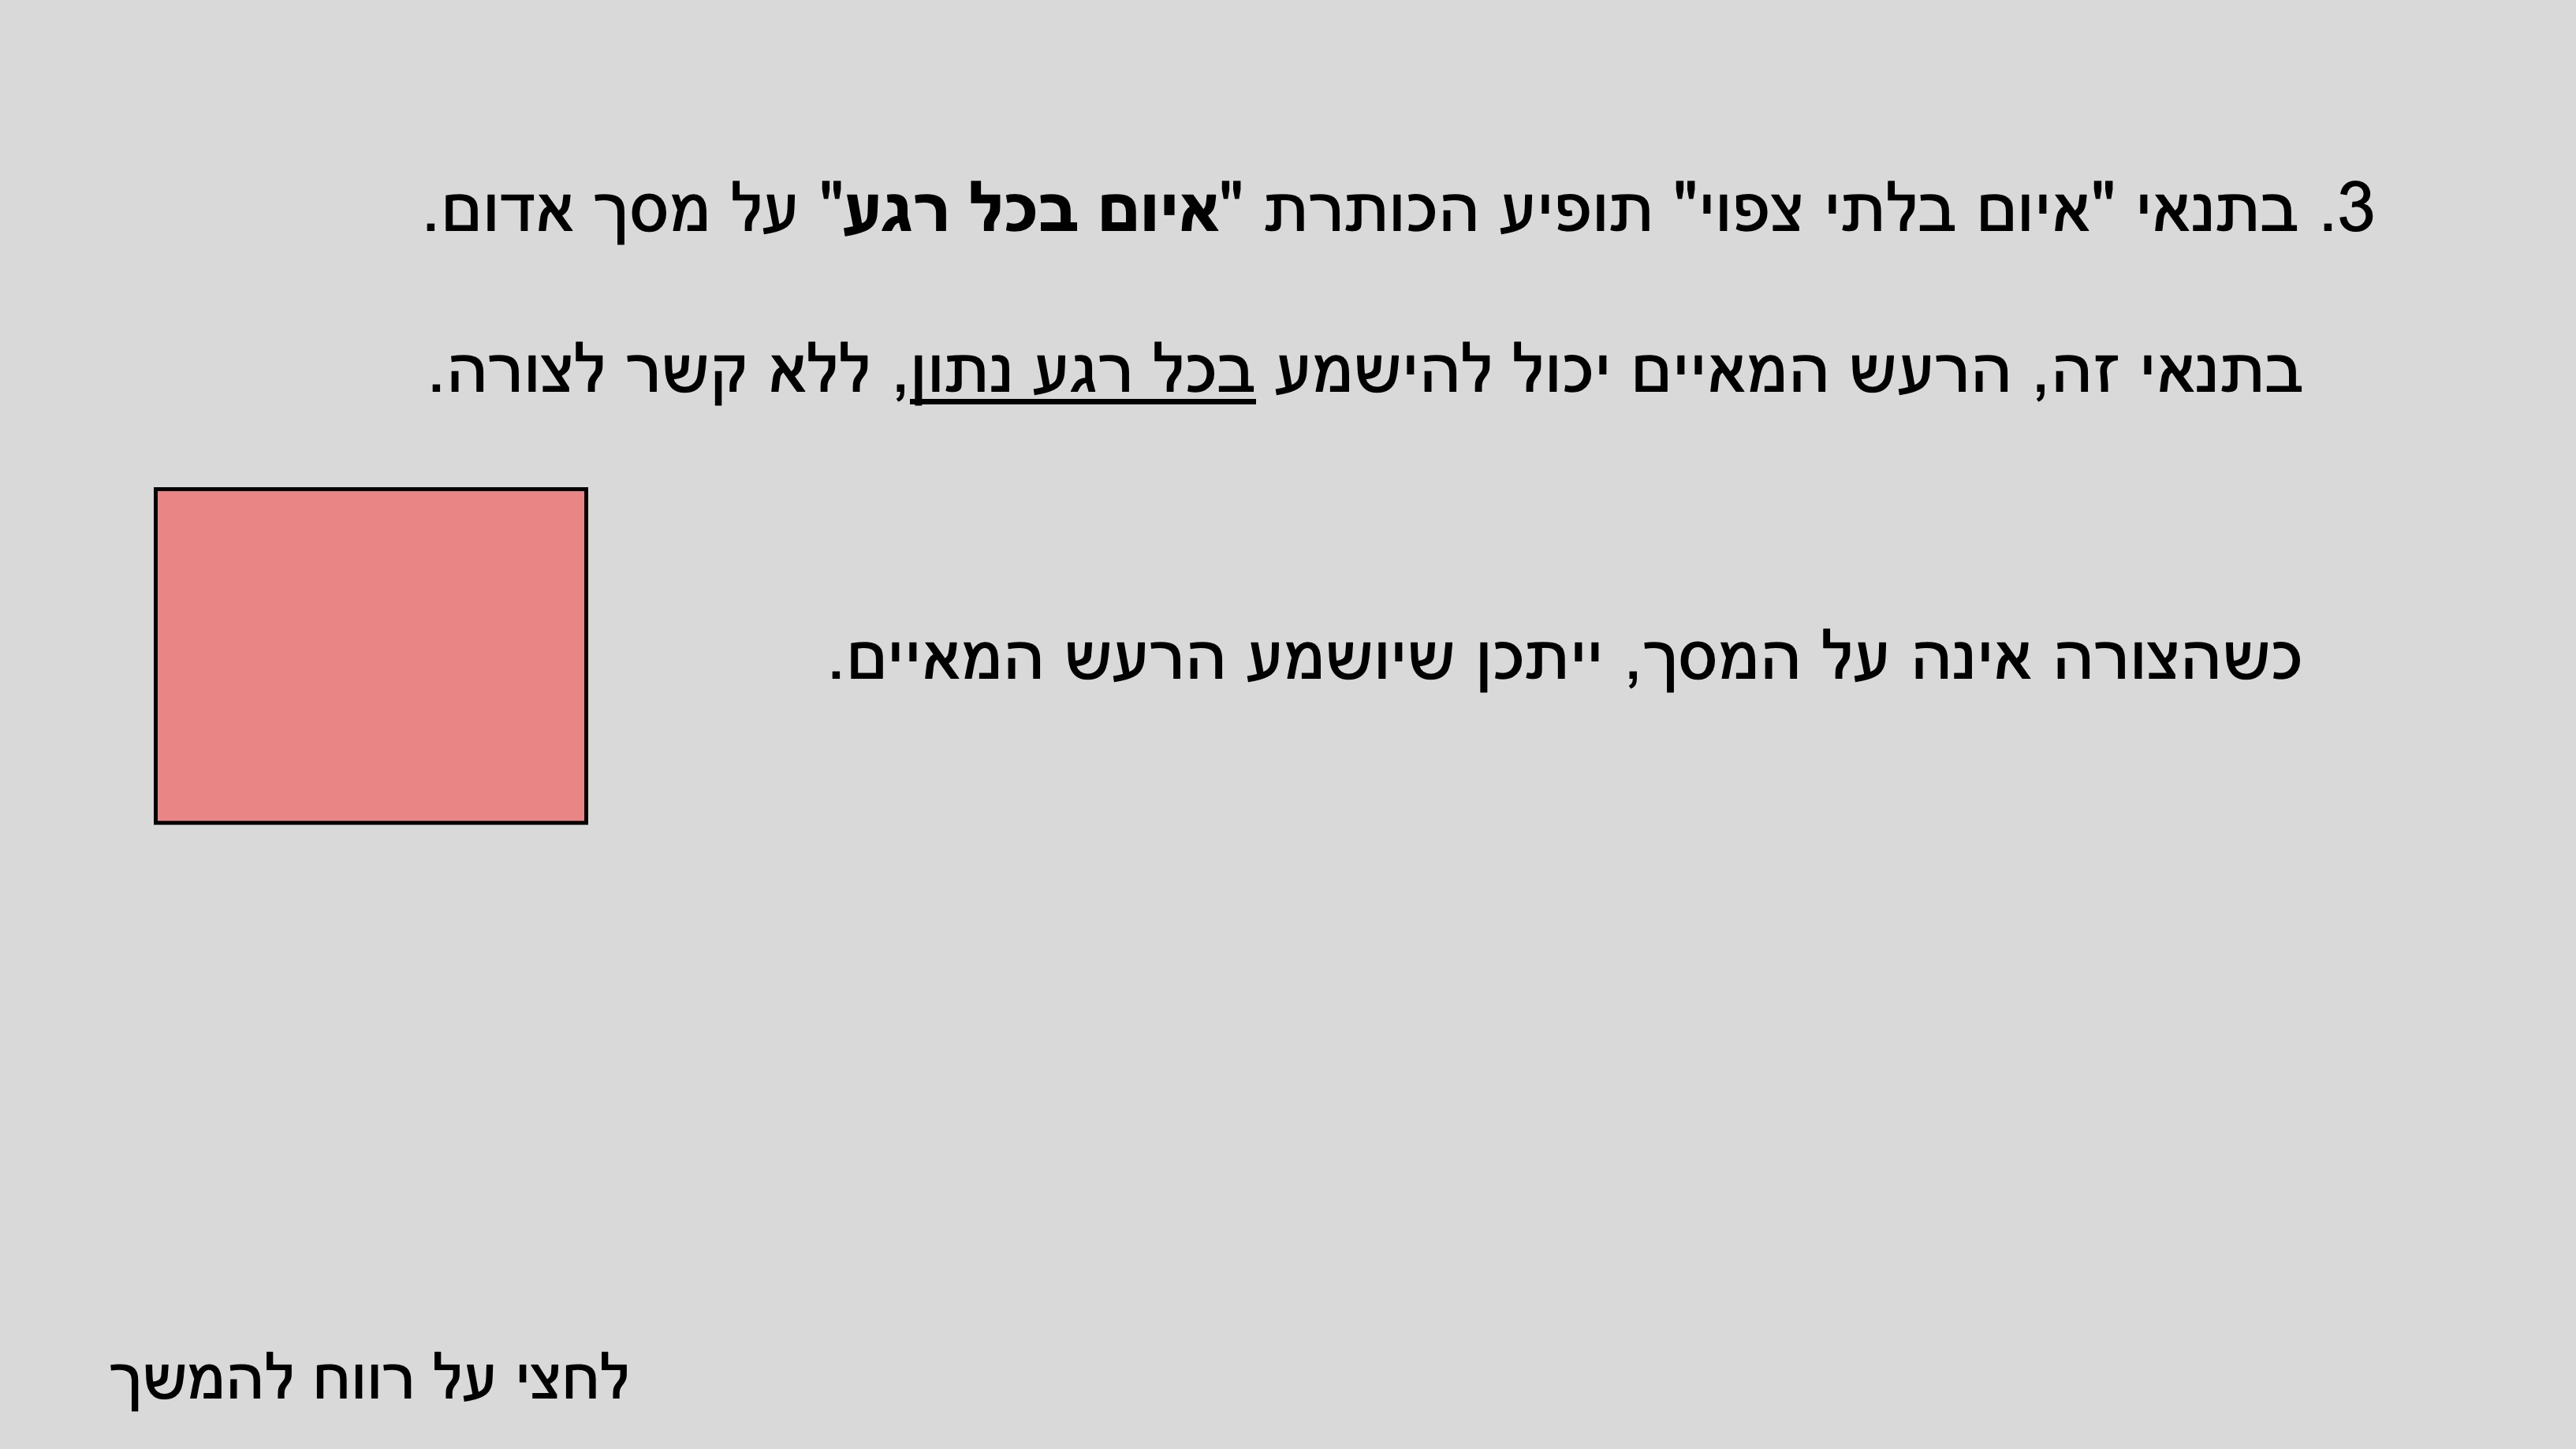 3. בתנאי "איום בלתי צפוי" תופיע הכותרת "איום בכל רגע" על מסך אדום.
בתנאי זה, הרעש המאיים יכול להישמע בכל רגע נתון, ללא קשר לצורה.
כשהצורה אינה על המסך, ייתכן שיושמע הרעש המאיים.
לחצי על רווח להמשך